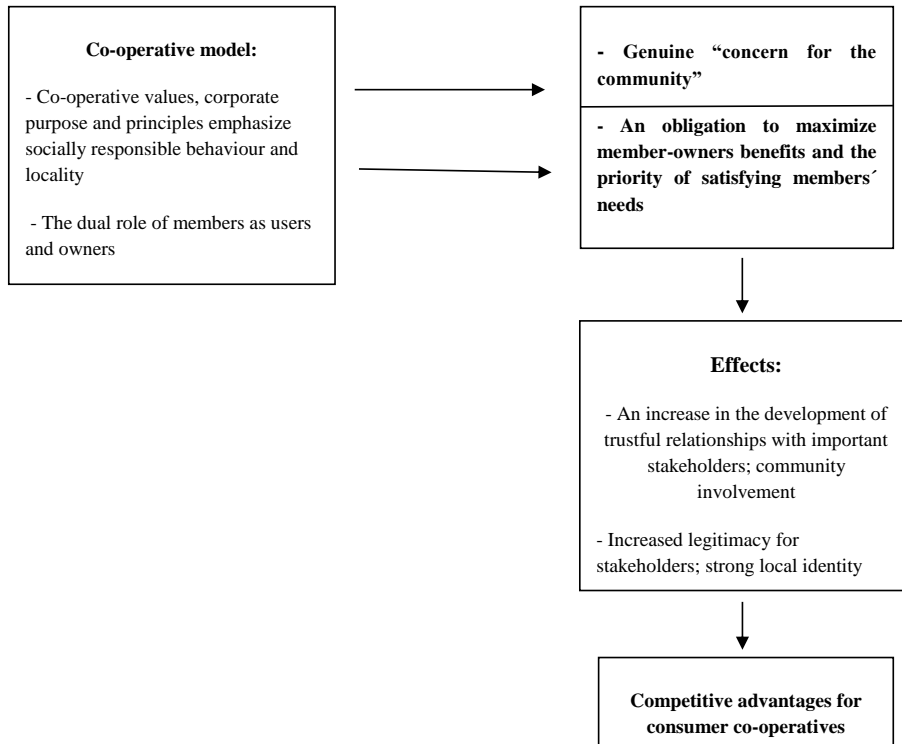 Co-operative model:
- Co-operative values, corporate
purpose and principles emphasize
socially responsible behaviour and
locality
- The dual role of members as users
and owners
- Genuine “concern for the
community”
- An obligation to maximize
member-owners benefits and the
priority of satisfying members´
needs
Effects:
- An increase in the development of
trustful relationships with important
stakeholders; community
involvement
- Increased legitimacy for
stakeholders; strong local identity
Competitive advantages for
consumer co-operatives